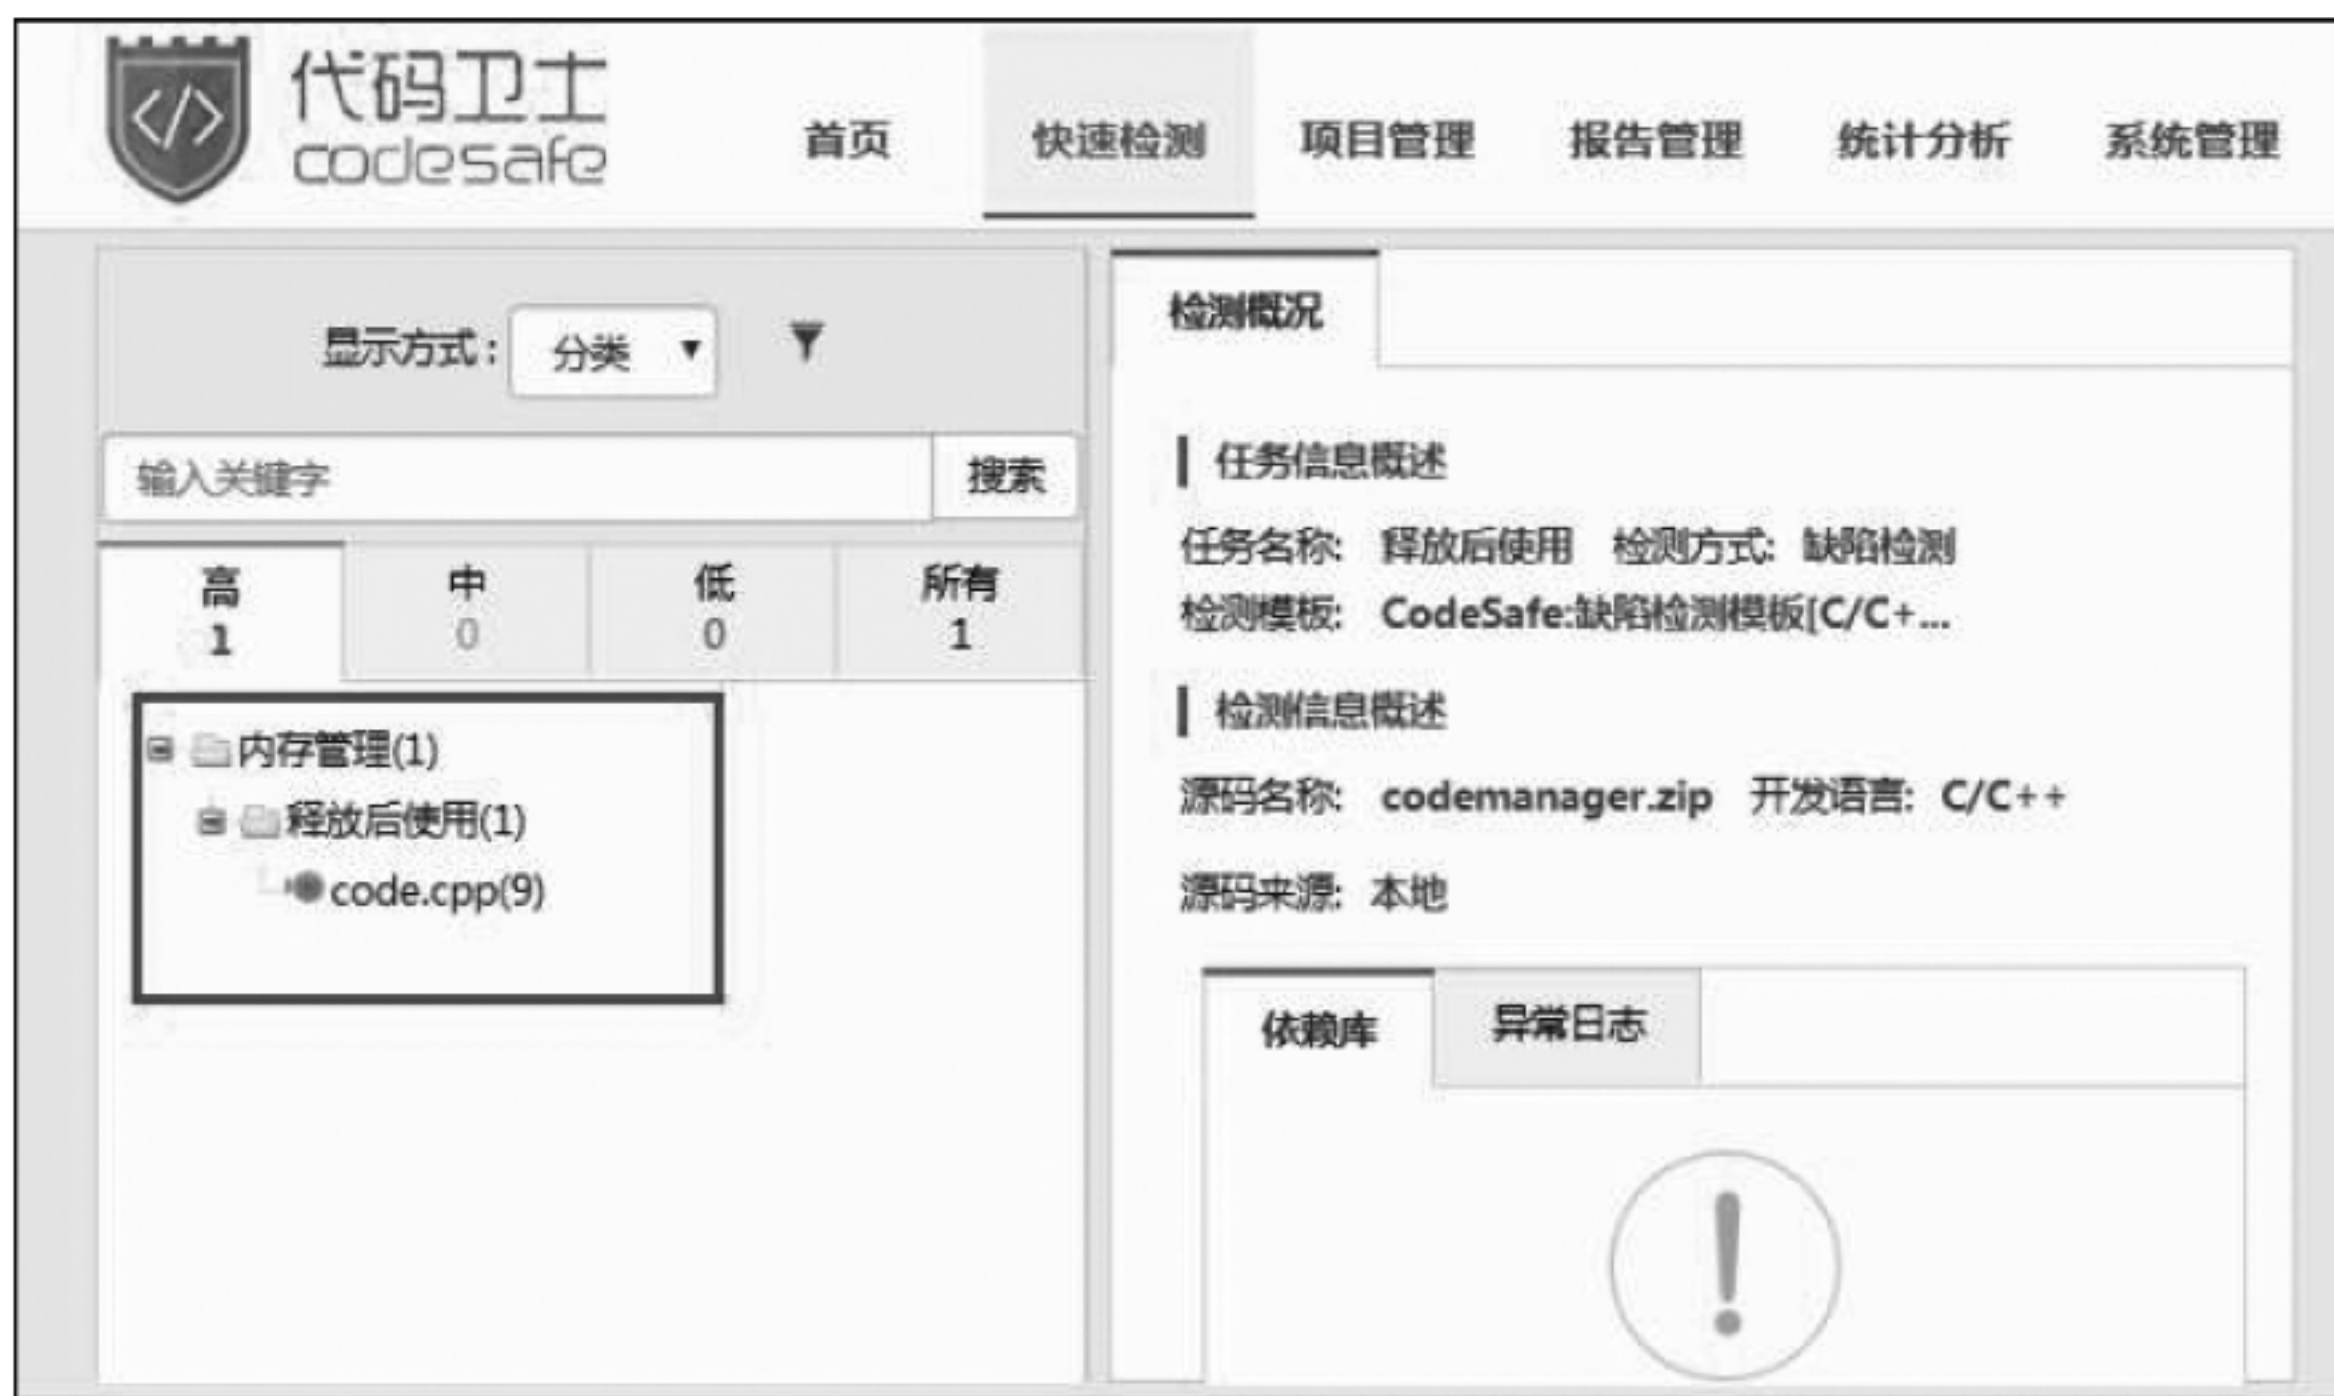 代码卫士
codesafe
首页 快速检测 项目管理 报告管理 统计分析 系统管理
显示方式: 分类
输入关键字 搜索
高 中 低 所有
1 0 0 1
内存管理(1)
释放后使用(1)
code.cpp(9)
检测概况
任务信息概述
任务名称: 释放后使用 检测方式: 缺陷检测
检测模板: CodeSafe:缺陷检测模板[C/C+...
检测信息概述
源码名称: codemanager.zip 开发语言: C/C++
源码来源: 本地
依赖库 异常日志